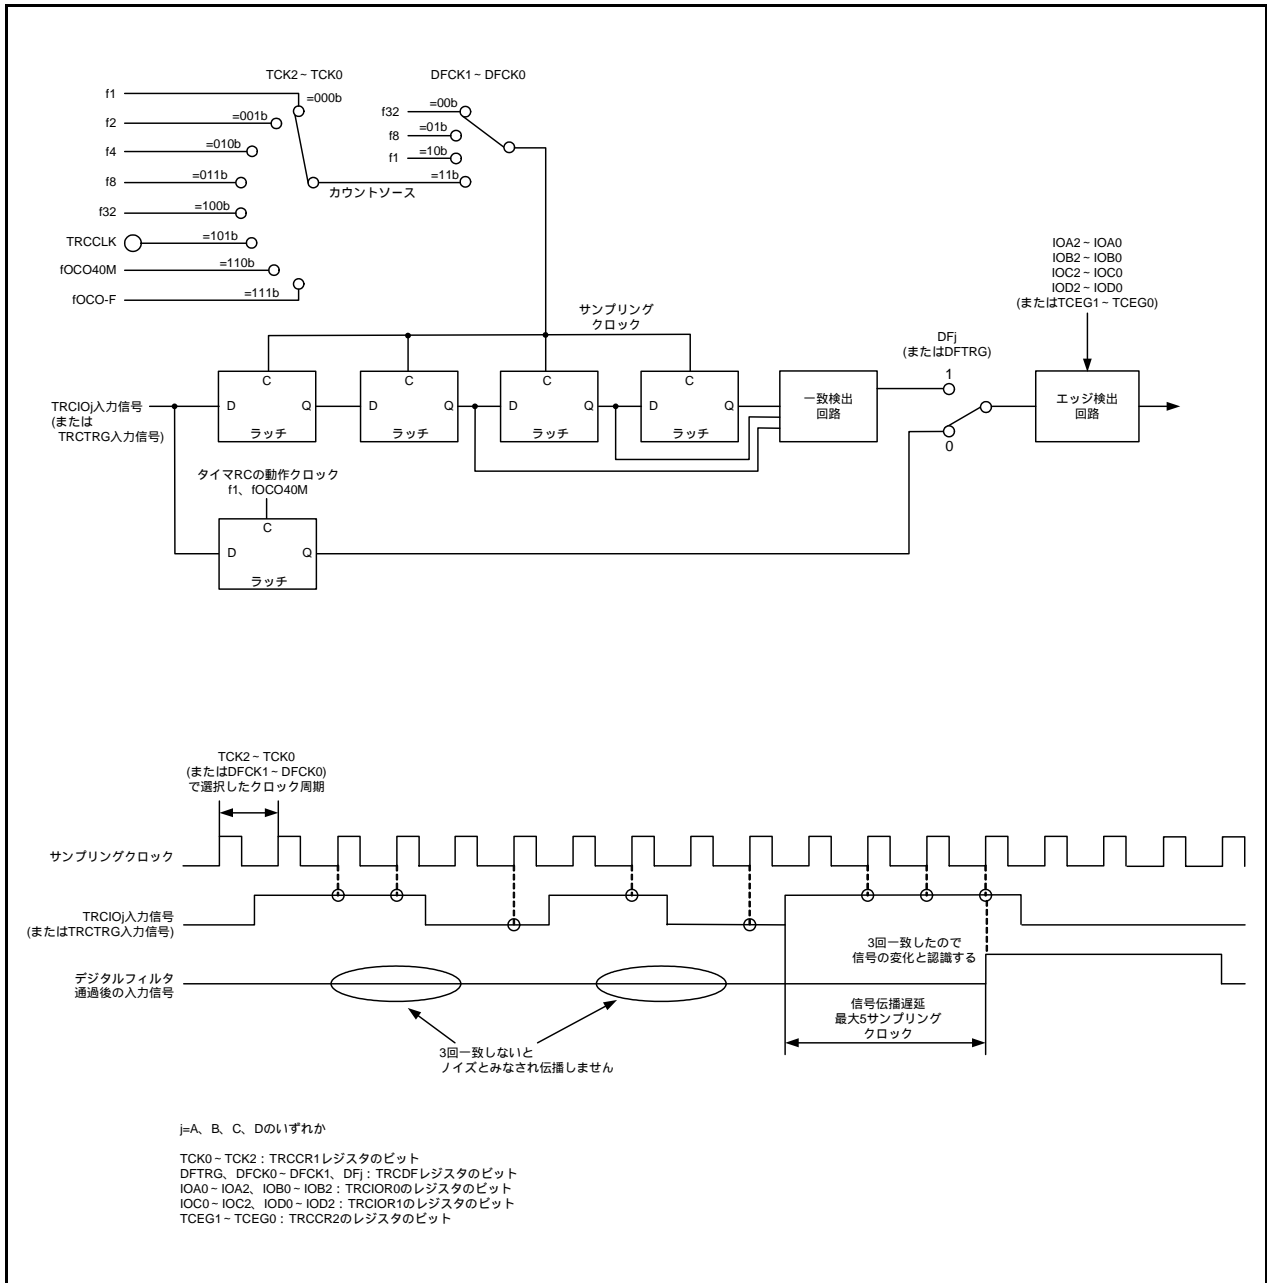 TCK2~TCK0
DFCK1~DFCK0
f1
=000b
f2
=001b
f4
=010b
f8
=011b
f32
=100b
TRCCLK
=101b
fOCO40M
=110b
fOCO-F
=111b
カウントソース
f32
=00b
f8
=01b
f1
=10b
=11b
サンプリング
クロック
IOA2~IOA0
IOB2~IOB0
IOC2~IOC0
IOD2~IOD0
(またはTCEG1~TCEG0)
DFj
(またはDFTRG)
1
0
TRCIOj入力信号
(または
TRCTRG入力信号)
C
D
Q
ラッチ
C
D
Q
ラッチ
C
D
Q
ラッチ
C
D
Q
ラッチ
一致検出
回路
エッジ検出
回路
タイマRCの動作クロック
f1、fOCO40M
C
D
Q
ラッチ
TCK2~TCK0
(またはDFCK1~DFCK0)
で選択したクロック周期
サンプリングクロック
TRCIOj入力信号
(またはTRCTRG入力信号)
3回一致したので
信号の変化と認識する
デジタルフィルタ
通過後の入力信号
信号伝播遅延
最大5サンプリング
クロック
3回一致しないと
ノイズとみなされ伝播しません
j=A、B、C、Dのいずれか
TCK0~TCK2:TRCCR1レジスタのビット
DFTRG、DFCK0~DFCK1、DFj:TRCDFレジスタのビット
IOA0~IOA2、IOB0~IOB2:TRCIOR0のレジスタのビット
IOC0~IOC2、IOD0~IOD2:TRCIOR1のレジスタのビット
TCEG1~TCEG0:TRCCR2のレジスタのビット